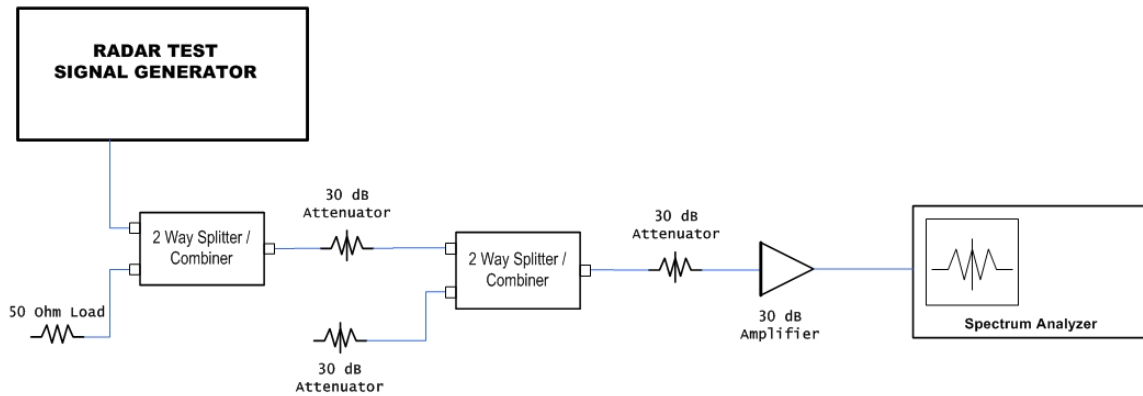 RADAR TEST
SIGNAL GENERATOR
30 dB
Attenuator
2 Way Splitter /
Combiner
30 dB
Attenuator
2 Way Splitter /
Combiner
50 Ohm Load
30 dB
Attenuator
30 dB
Amplifier
Spectrum Analyzer